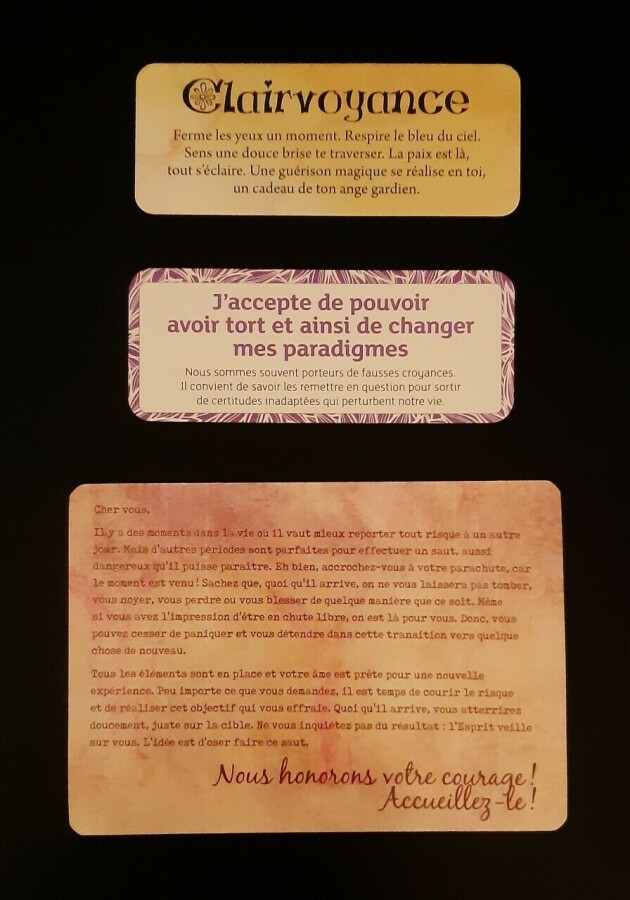 Clairvoyance
Ferme les yeux un moment. Respire le bleu du ciel.
Sens une douce brise te traverser. La paix est là,
tout s'éclaire. Une guérison magique se réalise en toi,
un cadeau de ton ange gardien.
J'accepte de pouvoir
avoir tort et ainsi de changer
mes paradigmes
Nous sommes souvent porteurs de fausses croyances.
Il convient de savoir les remettre en question pour sortir
de certitudes inadaptées qui perturbent notre vie.
Cher vous,
Il y a des moments dans la vie où il vaut mieux reporter tout risque à un autre
jour. Mais d'autres périodes sont parfaites pour effectuer un saut, aussi
dangereux qu'il puisse paraître. Eh bien, accrochez-vous à votre parachute, car
le moment est venu! Sachez que, quoi qu'il arrive, on ne vous laissera pas tomber,
vous noyer, vous perdre ou vous blesser de quelque manière que ce soit. Même
si vous avez l'impression d'être en chute libre, on est là pour vous. Donc, vous
pouvez cesser de paniquer et vous détendre dans cette transition vers quelque
chose de nouveau.
Tous les éléments sont en place et votre âme est prête pour une nouvelle
expérience. Peu importe ce que vous demandez, il est temps de courir le risque
et de réaliser cet objectif qui vous effraie. Quoi qu'il arrive, vous atterrirez
doucement, juste sur la cible. Ne vous inquiétez pas du résultat : l'Esprit veille
sur vous. L'idée est d'oser faire ce saut.
Nous honorons votre courage!
Accueillez-le!